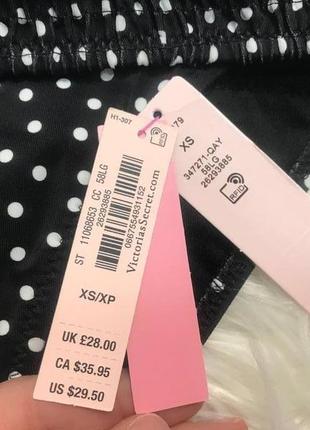 H1-307
ST 11068653 CC 58LG
26293885
0667554931152
VictoriasSecret.com
XS/XP
UK £28.00
CA $35.95
US $29.50
XS
347271-QAY
58LG
26293885
RFID